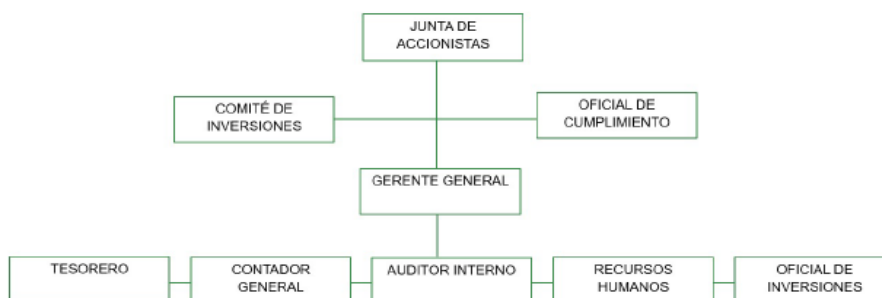 JUNTA DE
ACCIONISTAS
COMITÉ DE
INVERSIONES
OFICIAL DE
CUMPLIMIENTO
GERENTE GENERAL
TESORERO
CONTADOR
GENERAL
AUDITOR INTERNO
RECURSOS
HUMANOS
OFICIAL DE
INVERSIONES